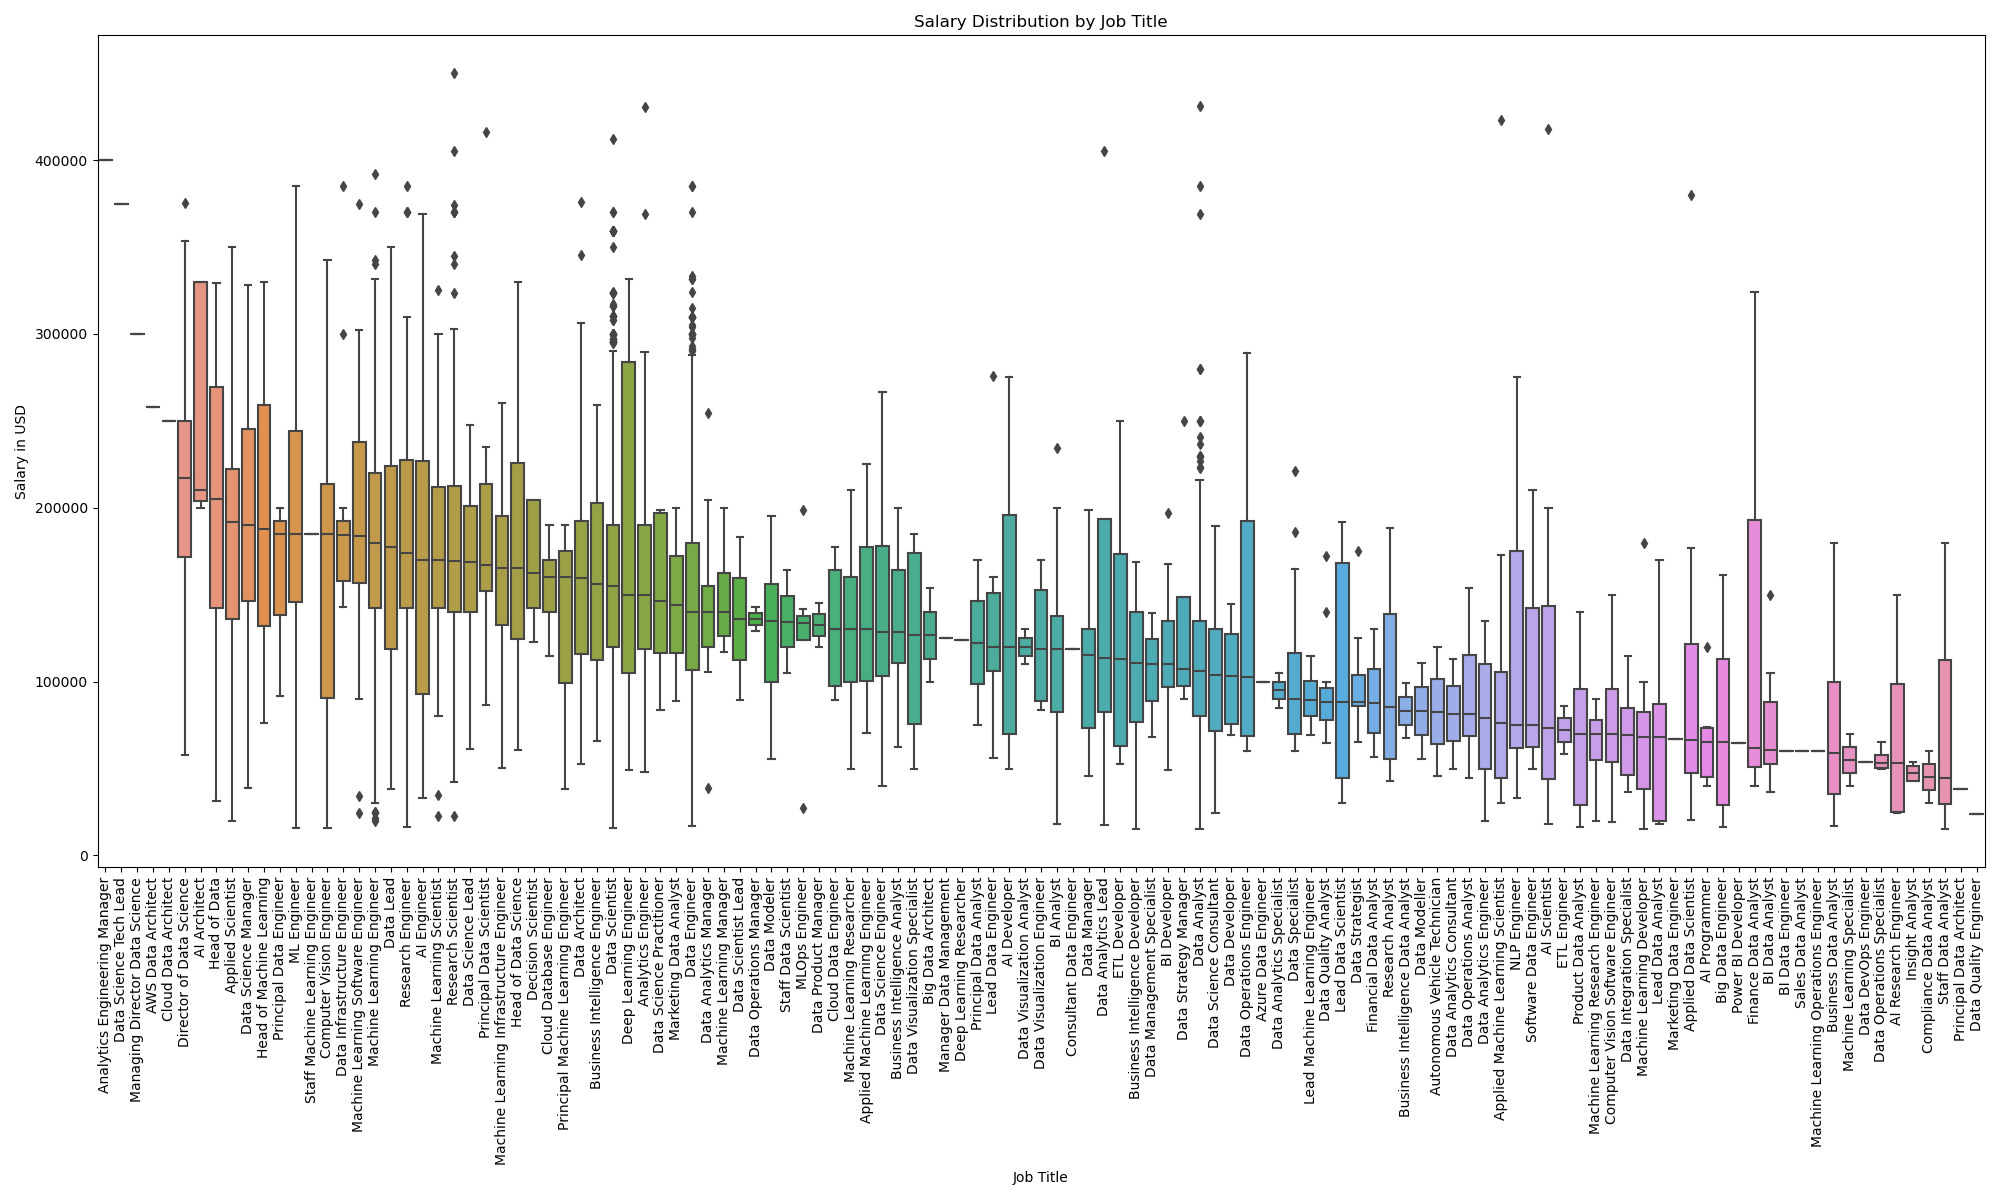 Salary Distribution by Job Title
Salary in USD
400000
300000
200000
100000
0
Analytics Engineering Manager
Data Science Tech Lead
Managing Director Data Science
AWS Data Architect
Cloud Data Architect
Director of Data Science
AI Architect
Head of Data
Applied Scientist
Data Science Manager
Head of Machine Learning
Principal Data Engineer
ML Engineer
Staff Machine Learning Engineer
Computer Vision Engineer
Data Infrastructure Engineer
Machine Learning Software Engineer
Machine Learning Engineer
Data Lead
Research Engineer
AI Engineer
Machine Learning Scientist
Research Scientist
Data Science Lead
Principal Data Scientist
Machine Learning Infrastructure Engineer
Head of Data Science
Decision Scientist
Cloud Database Engineer
Principal Machine Learning Engineer
Data Architect
Business Intelligence Engineer
Data Scientist
Deep Learning Engineer
Analytics Engineer
Data Science Practitioner
Marketing Data Analyst
Data Engineer
Data Analytics Manager
Machine Learning Manager
Data Scientist Lead
Data Operations Manager
Data Modeler
Staff Data Scientist
MLOps Engineer
Data Product Manager
Cloud Data Engineer
Machine Learning Researcher
Applied Machine Learning Engineer
Data Science Engineer
Business Intelligence Analyst
Data Visualization Specialist
Big Data Architect
Manager Data Management
Deep Learning Researcher
Principal Data Analyst
Lead Data Engineer
AI Developer
Data Visualization Analyst
Data Visualization Engineer
BI Analyst
Consultant Data Engineer
Data Manager
Data Analytics Lead
ETL Developer
Business Intelligence Developer
Data Management Specialist
BI Developer
Data Strategy Manager
Data Analyst
Data Science Consultant
Data Developer
Data Operations Engineer
Azure Data Engineer
Data Analytics Specialist
Data Specialist
Lead Machine Learning Engineer
Data Quality Analyst
Lead Data Scientist
Data Strategist
Financial Data Analyst
Research Analyst
Business Intelligence Data Analyst
Data Modeller
Autonomous Vehicle Technician
Data Analytics Consultant
Data Operations Analyst
Data Analytics Engineer
Applied Machine Learning Scientist
NLP Engineer
Software Data Engineer
AI Scientist
ETL Engineer
Product Data Analyst
Machine Learning Research Engineer
Computer Vision Software Engineer
Data Integration Specialist
Machine Learning Developer
Lead Data Analyst
Marketing Data Engineer
Applied Data Scientist
AI Programmer
Big Data Engineer
Power BI Developer
Finance Data Analyst
BI Data Analyst
BI Data Engineer
Sales Data Analyst
Machine Learning Operations Engineer
Business Data Analyst
Machine Learning Specialist
Data DevOps Engineer
Data Operations Specialist
AI Research Engineer
Insight Analyst
Compliance Data Analyst
Staff Data Analyst
Principal Data Architect
Data Quality Engineer
Job Title